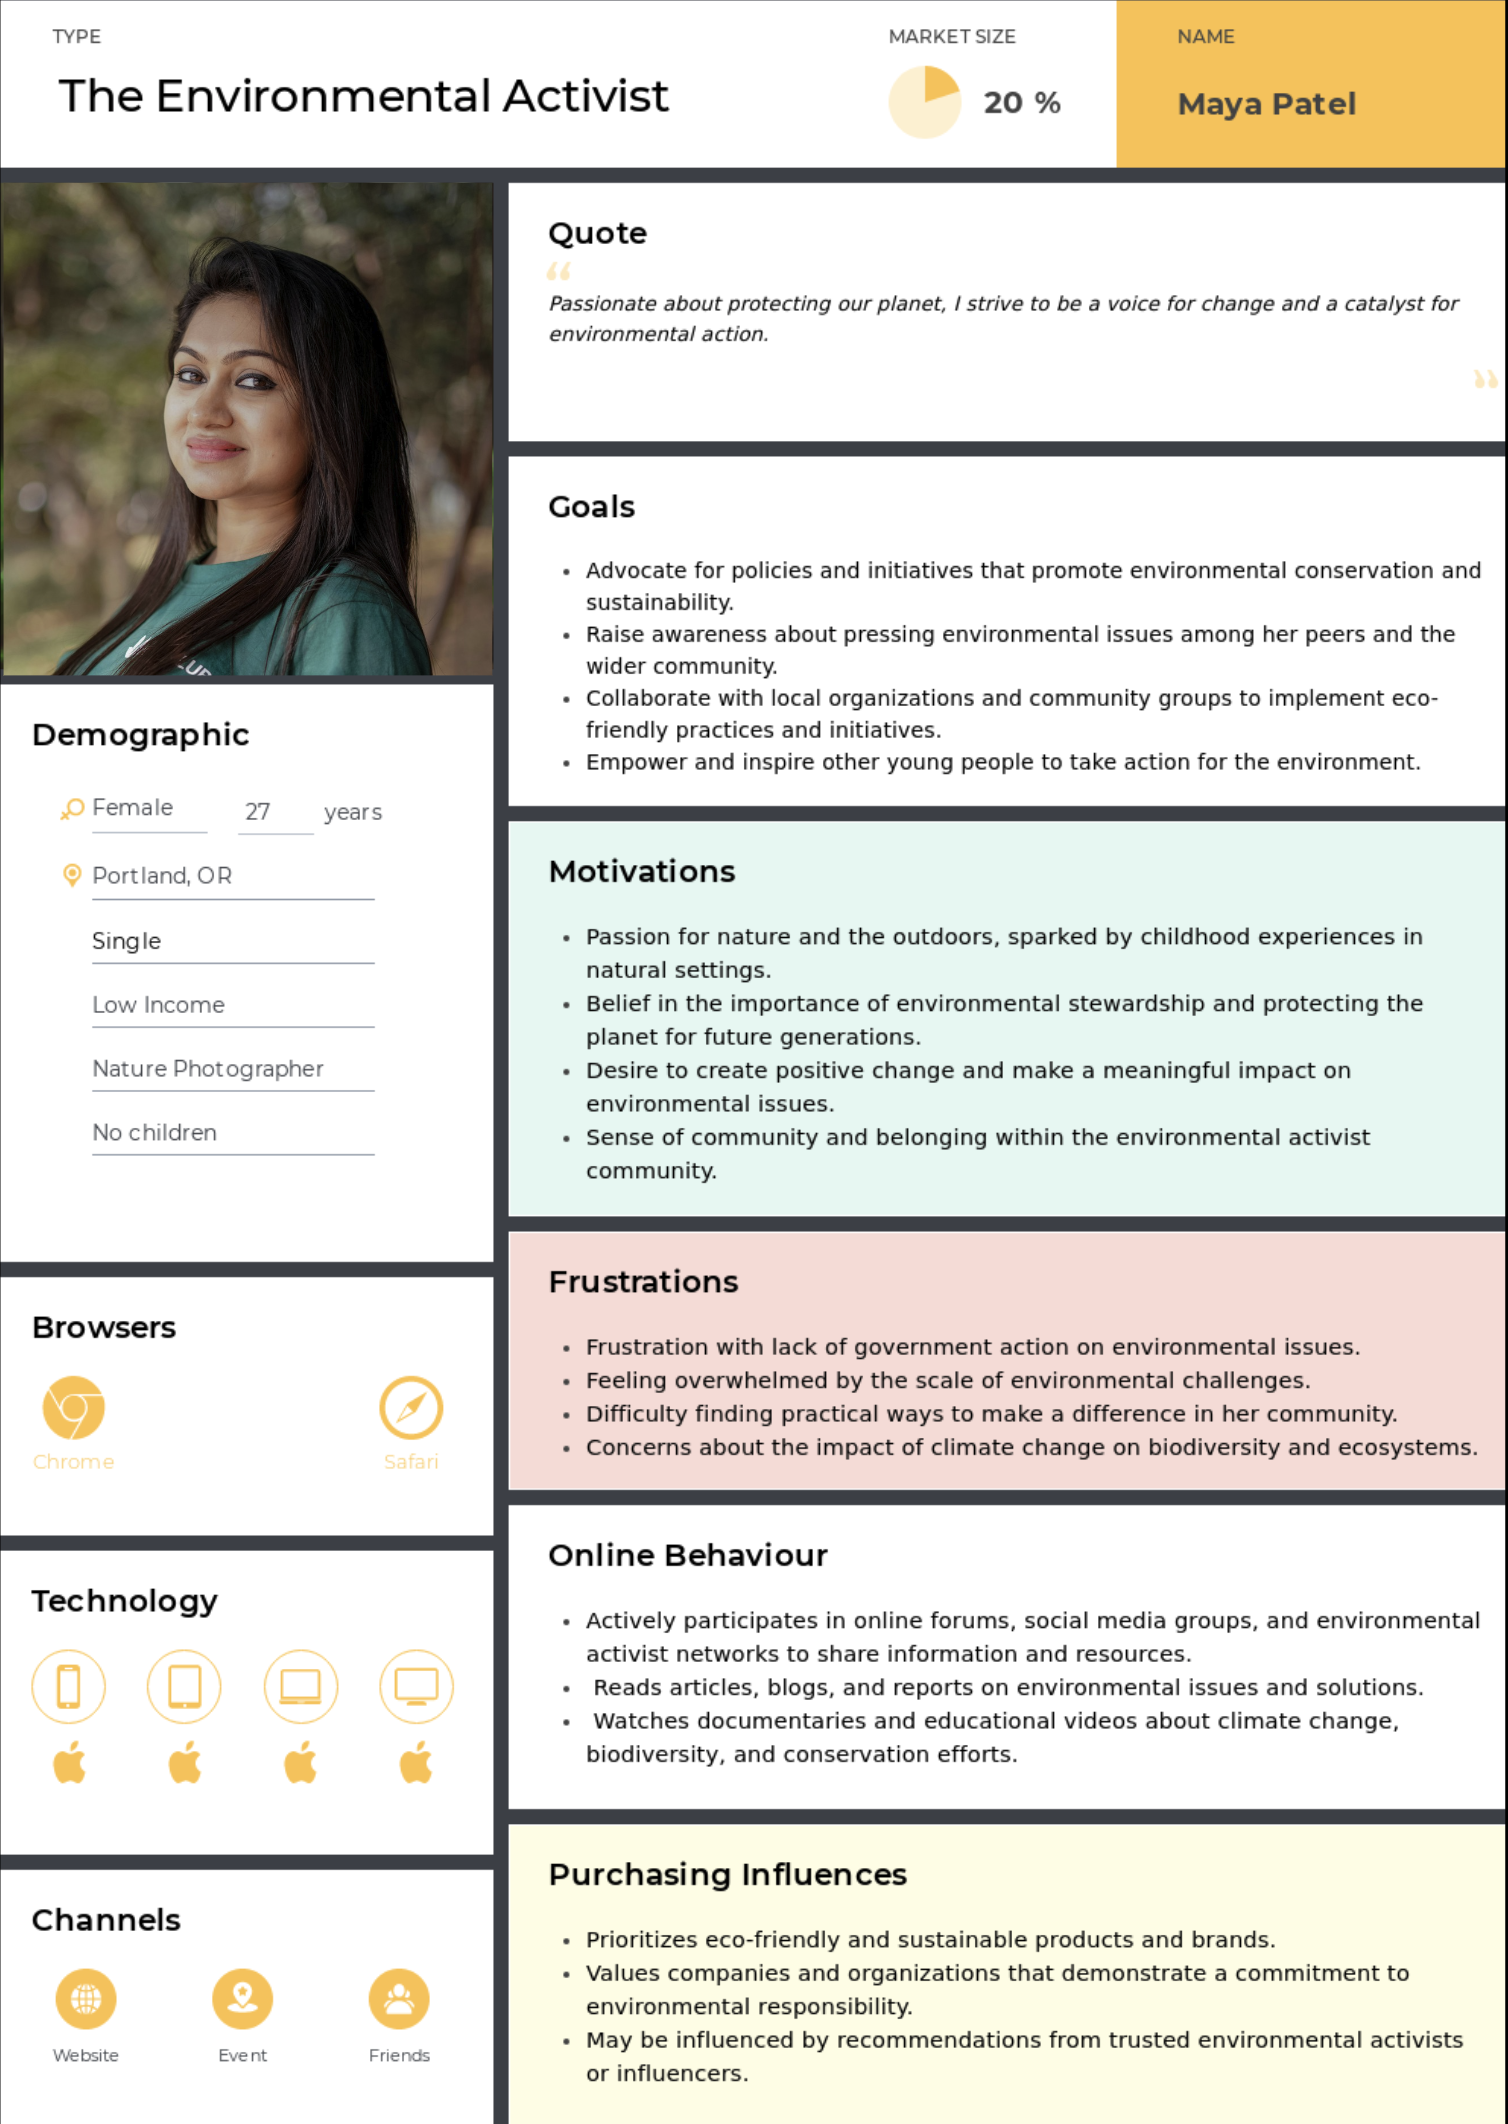 TYPE
The Environmental Activist
MARKET SIZE
20 %
NAME
Maya Patel
Demographic
Female 27 years
Portland, OR
Single
Low Income
Nature Photographer
No children
Browsers
Chrome Safari
Technology
Channels
Website Event Friends
Quote
“
Passionate about protecting our planet, I strive to be a voice for change and a catalyst for
environmental action.
”
Goals
• Advocate for policies and initiatives that promote environmental conservation and
sustainability.
• Raise awareness about pressing environmental issues among her peers and the
wider community.
• Collaborate with local organizations and community groups to implement eco-
friendly practices and initiatives.
• Empower and inspire other young people to take action for the environment.
Motivations
• Passion for nature and the outdoors, sparked by childhood experiences in
natural settings.
• Belief in the importance of environmental stewardship and protecting the
planet for future generations.
• Desire to create positive change and make a meaningful impact on
environmental issues.
• Sense of community and belonging within the environmental activist
community.
Frustrations
• Frustration with lack of government action on environmental issues.
• Feeling overwhelmed by the scale of environmental challenges.
• Difficulty finding practical ways to make a difference in her community.
• Concerns about the impact of climate change on biodiversity and ecosystems.
Online Behaviour
• Actively participates in online forums, social media groups, and environmental
activist networks to share information and resources.
• Reads articles, blogs, and reports on environmental issues and solutions.
• Watches documentaries and educational videos about climate change,
biodiversity, and conservation efforts.
Purchasing Influences
• Prioritizes eco-friendly and sustainable products and brands.
• Values companies and organizations that demonstrate a commitment to
environmental responsibility.
• May be influenced by recommendations from trusted environmental activists
or influencers.